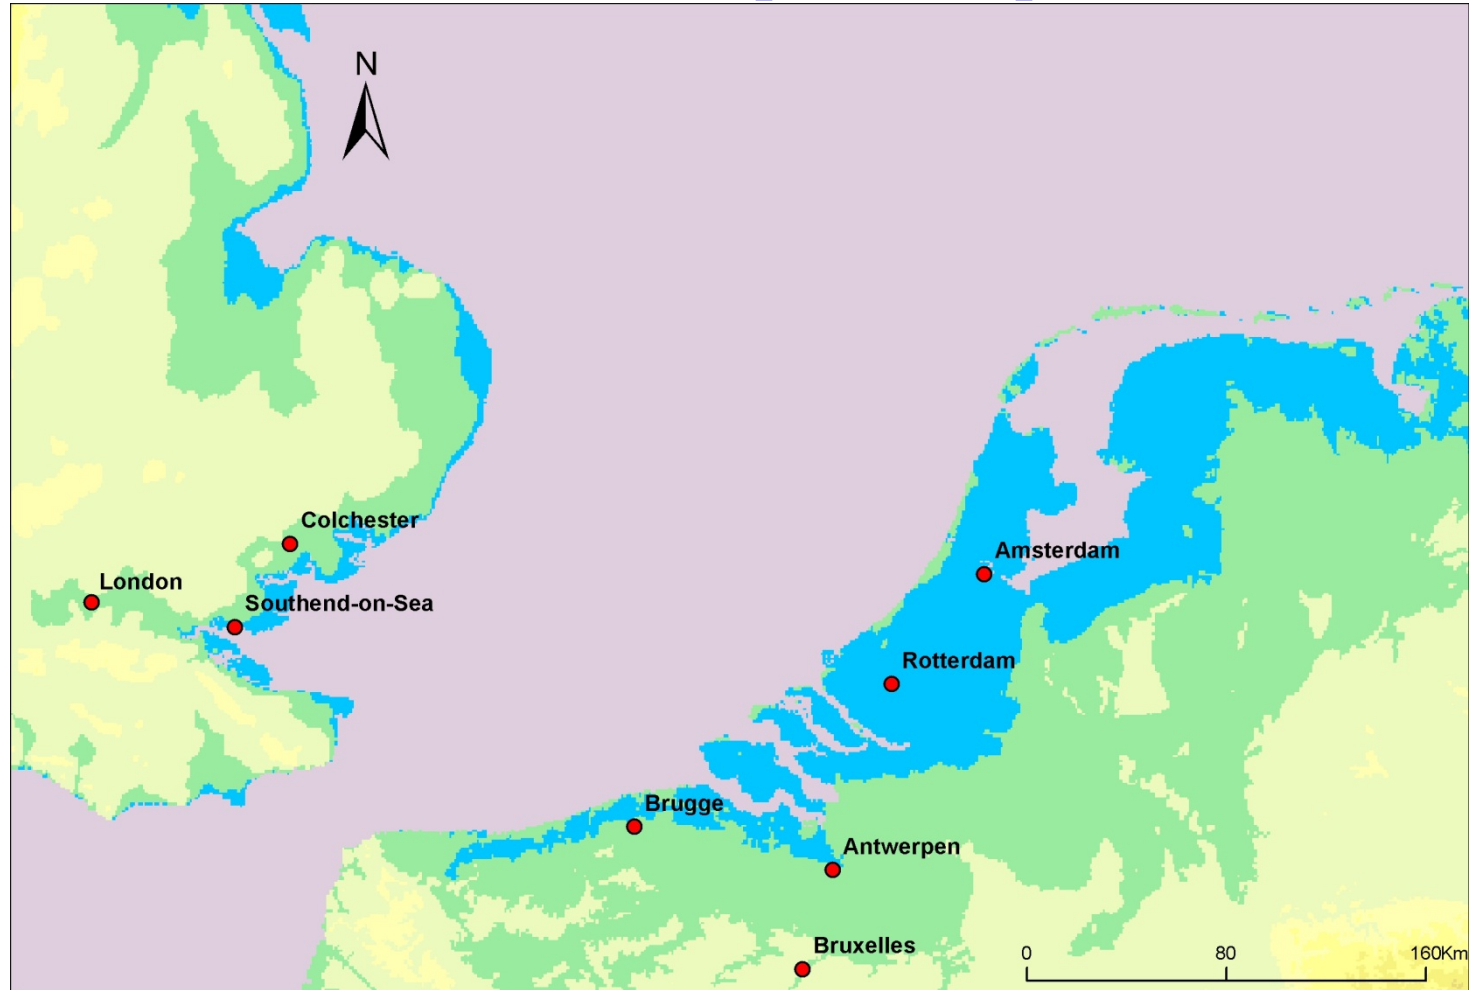 N
Colchester
London
Southend-on-Sea
Amsterdam
Rotterdam
Brugge
Antwerpen
Bruxelles
0 80 160Km